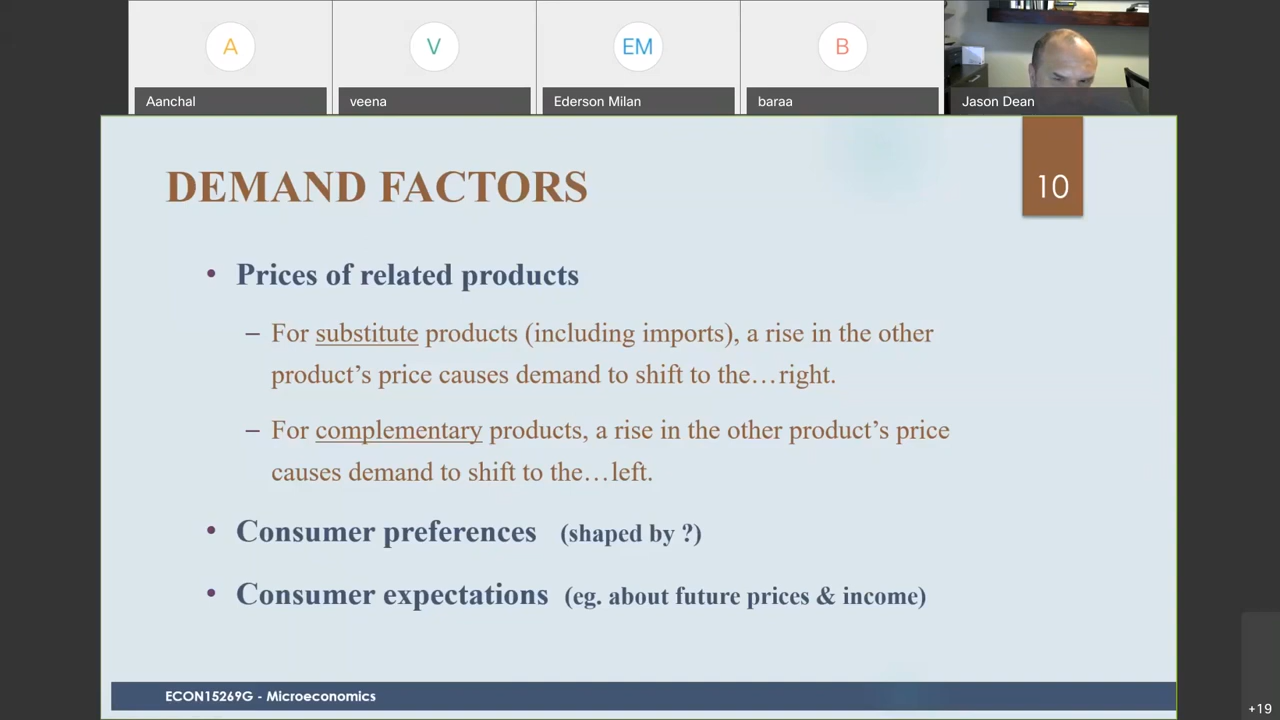 A
V
EM
B
Aanchal
veena
Ederson Milan
baraa
Jason Dean
DEMAND FACTORS
10
• Prices of related products
– For substitute products (including imports), a rise in the other
product’s price causes demand to shift to the…right.
– For complementary products, a rise in the other product’s price
causes demand to shift to the…left.
• Consumer preferences (shaped by ?)
• Consumer expectations (eg. about future prices & income)
ECON15269G - Microeconomics
+19